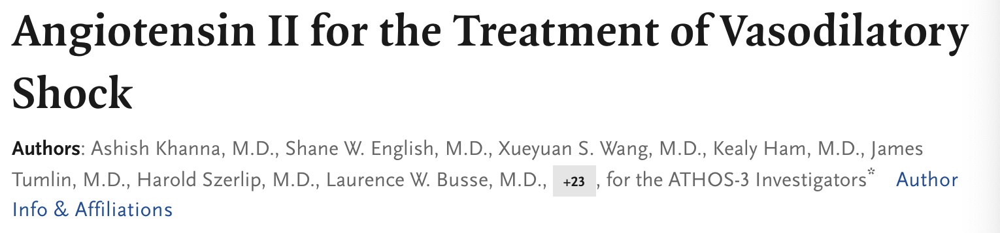 Angiotensin II for the Treatment of Vasodilatory
Shock
Authors: Ashish Khanna, M.D., Shane W. English, M.D., Xueyuan S. Wang, M.D., Kealy Ham, M.D., James
Tumlin, M.D., Harold Szerlip, M.D., Laurence W. Busse, M.D., +23, for the ATHOS-3 Investigators* Author
Info & Affiliations